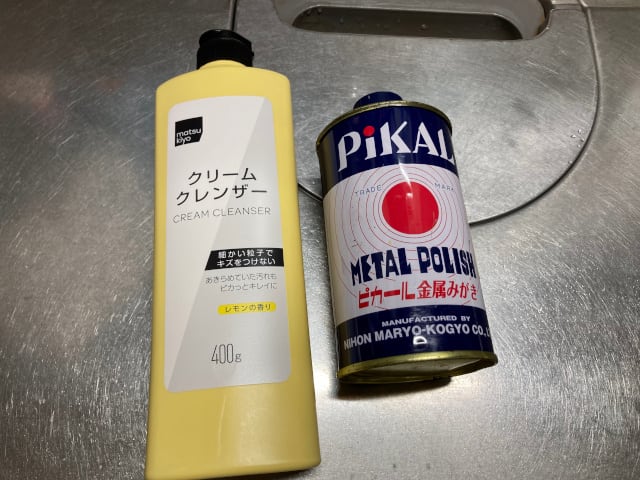 matsu
kiyo
クリーム
クレンザー
CREAM CLEANSER
細かい粒子で
キズをつけない
あきらめていた汚れも
ピカっとキレイに
レモンの香り
400g
PiKAL
TRADE MARK
METAL POLISH
ピカール金属みがき
MANUFACTURED BY
NIHON MARYO-KOGYO CO.,